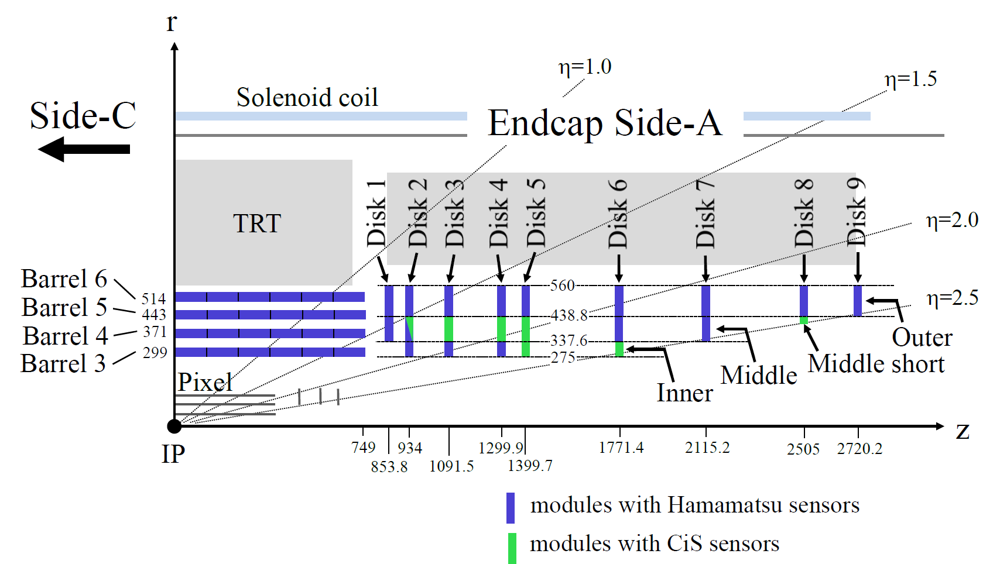 r
η=1.0
η=1.5
Solenoid coil
Side-C
Endcap Side-A
TRT
Disk 1
Disk 2
Disk 3
Disk 4
Disk 5
Disk 6
Disk 7
Disk 8
Disk 9
η=2.0
η=2.5
Barrel 6
514
Barrel 5
443
Barrel 4
371
Barrel 3
299
560
438.8
337.6
275
Outer
Middle short
Middle
Inner
Pixel
IP
z
749
853.8
934
1091.5
1299.9
1399.7
1771.4
2115.2
2505
2720.2
modules with Hamamatsu sensors
modules with CiS sensors